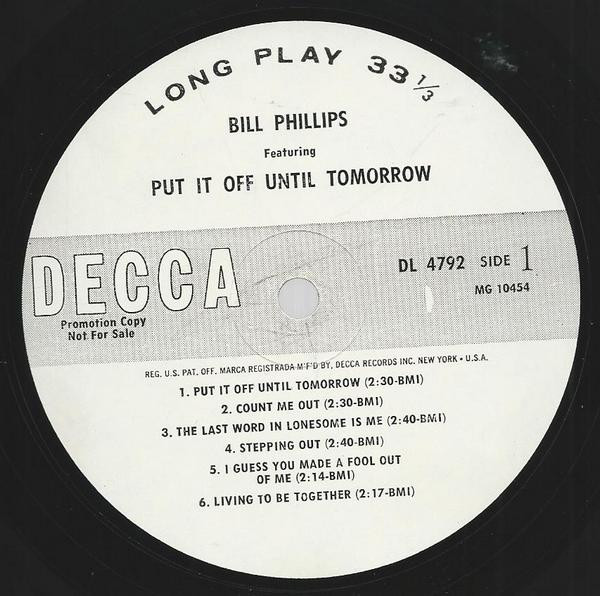 LONG PLAY 33 1/3
BILL PHILLIPS
Featuring
PUT IT OFF UNTIL TOMORROW
DECCA
DL 4792 SIDE 1
MG 10454
Promotion Copy
Not For Sale
REG. U.S. PAT. OFF. MARCA REGISTRADA M'F'D BY, DECCA RECORDS INC. NEW YORK • U.S.A.
1. PUT IT OFF UNTIL TOMORROW (2:30-BMI)
2. COUNT ME OUT (2:30-BMI)
3. THE LAST WORD IN LONESOME IS ME (2:40-BMI)
4. STEPPING OUT (2:40-BMI)
5. I GUESS YOU MADE A FOOL OUT
OF ME (2:14-BMI)
6. LIVING TO BE TOGETHER (2:17-BMI)